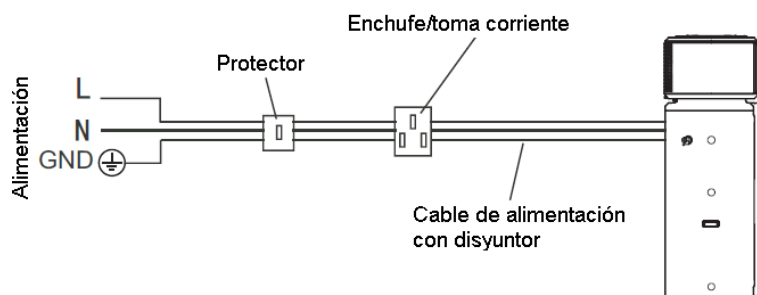 Enchufe/toma corriente
Protector
Alimentación
L
N
GND
Cable de alimentación
con disyuntor